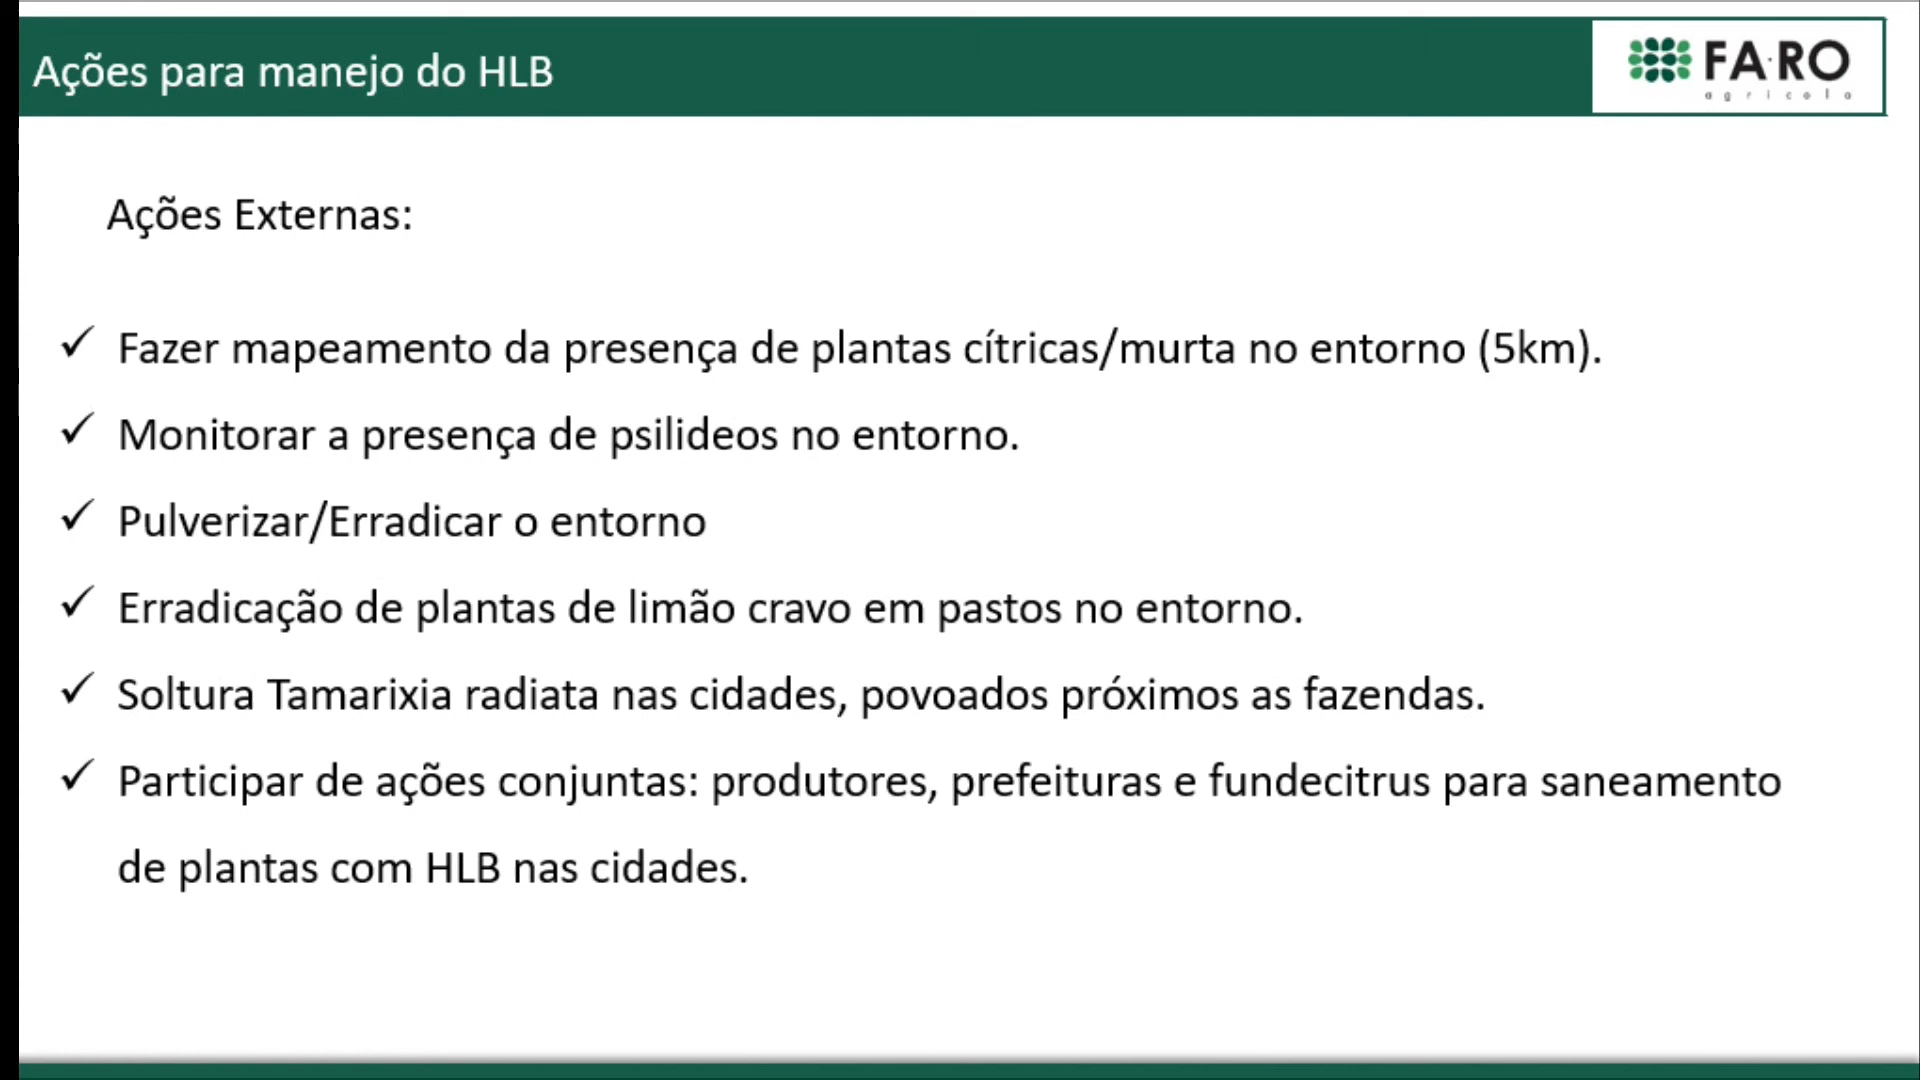 Ações para manejo do HLB
FA·RO
agrícola
Ações Externas:
✓ Fazer mapeamento da presença de plantas cítricas/murta no entorno (5km).
✓ Monitorar a presença de psilideos no entorno.
✓ Pulverizar/Erradicar o entorno
✓ Erradicação de plantas de limão cravo em pastos no entorno.
✓ Soltura Tamarixia radiata nas cidades, povoados próximos as fazendas.
✓ Participar de ações conjuntas: produtores, prefeituras e fundecitrus para saneamento
de plantas com HLB nas cidades.